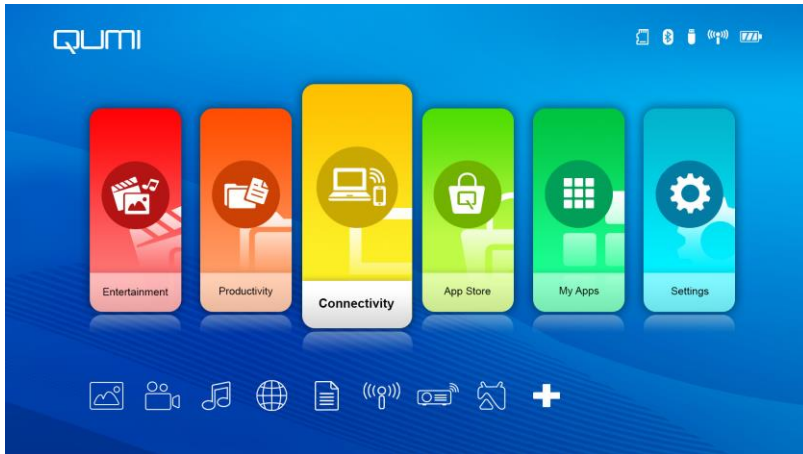 QUMI
Entertainment
Productivity
Connectivity
App Store
My Apps
Settings